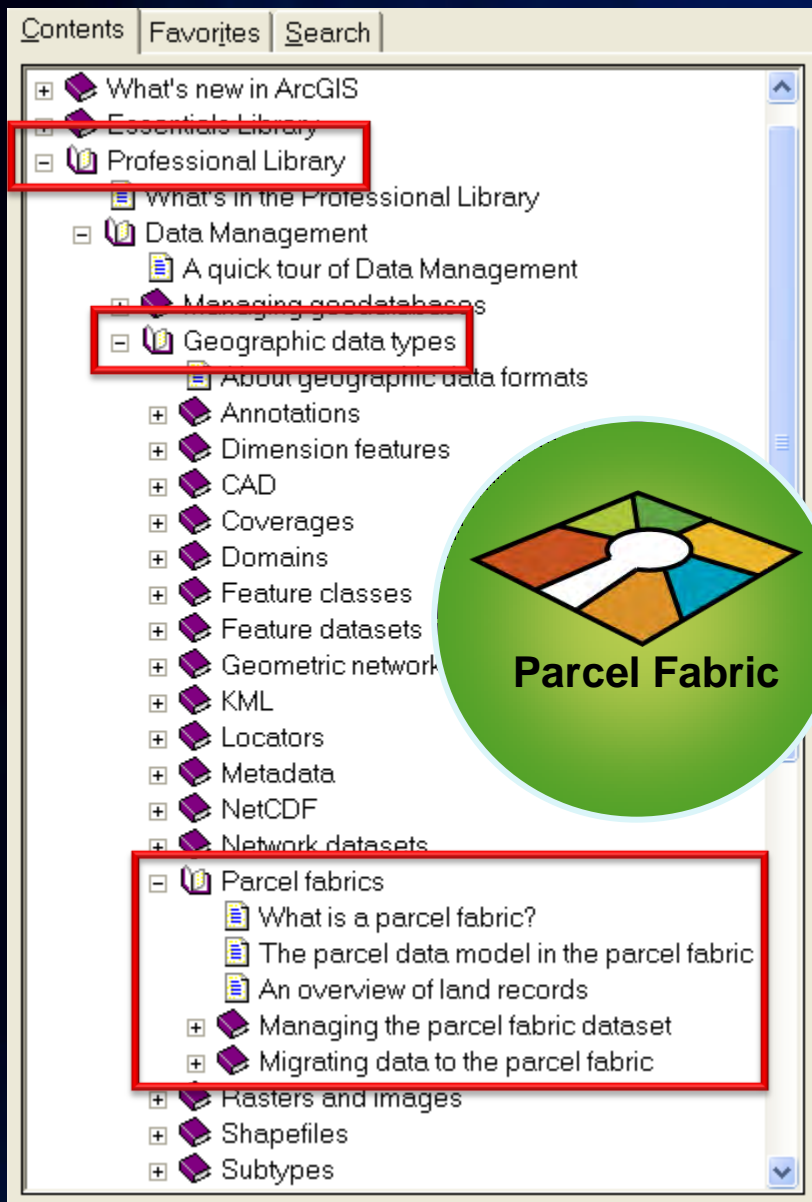 Contents Favorites Search
What's new in ArcGIS
Essentials Library
Professional Library
What's in the Professional Library
Data Management
A quick tour of Data Management
Managing geodatabases
Geographic data types
About geographic data formats
Annotations
Dimension features
CAD
Coverages
Domains
Feature classes
Feature datasets
Geometric network
KML
Locators
Metadata
NetCDF
Network datasets
Parcel fabrics
What is a parcel fabric?
The parcel data model in the parcel fabric
An overview of land records
Managing the parcel fabric dataset
Migrating data to the parcel fabric
Rasters and images
Shapefiles
Subtypes
Parcel Fabric